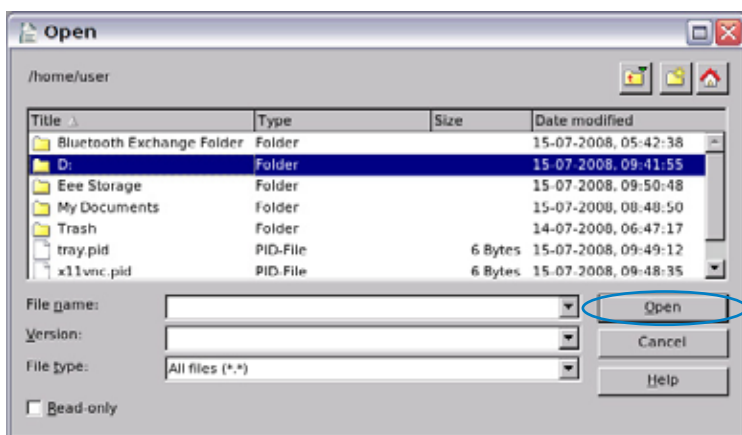 Open
/home/user
Title Type Size Date modified
Bluetooth Exchange Folder Folder 15-07-2008, 05:42:38
D: Folder 15-07-2008, 09:41:55
Eee Storage Folder 15-07-2008, 09:50:48
My Documents Folder 15-07-2008, 08:48:50
Trash Folder 14-07-2008, 06:47:17
tray.pid PID-File 6 Bytes 15-07-2008, 09:49:12
x11vnc.pid PID-File 6 Bytes 15-07-2008, 09:48:35
File name: Open
Version: Cancel
File type: All files (*.*) Help
Read-only